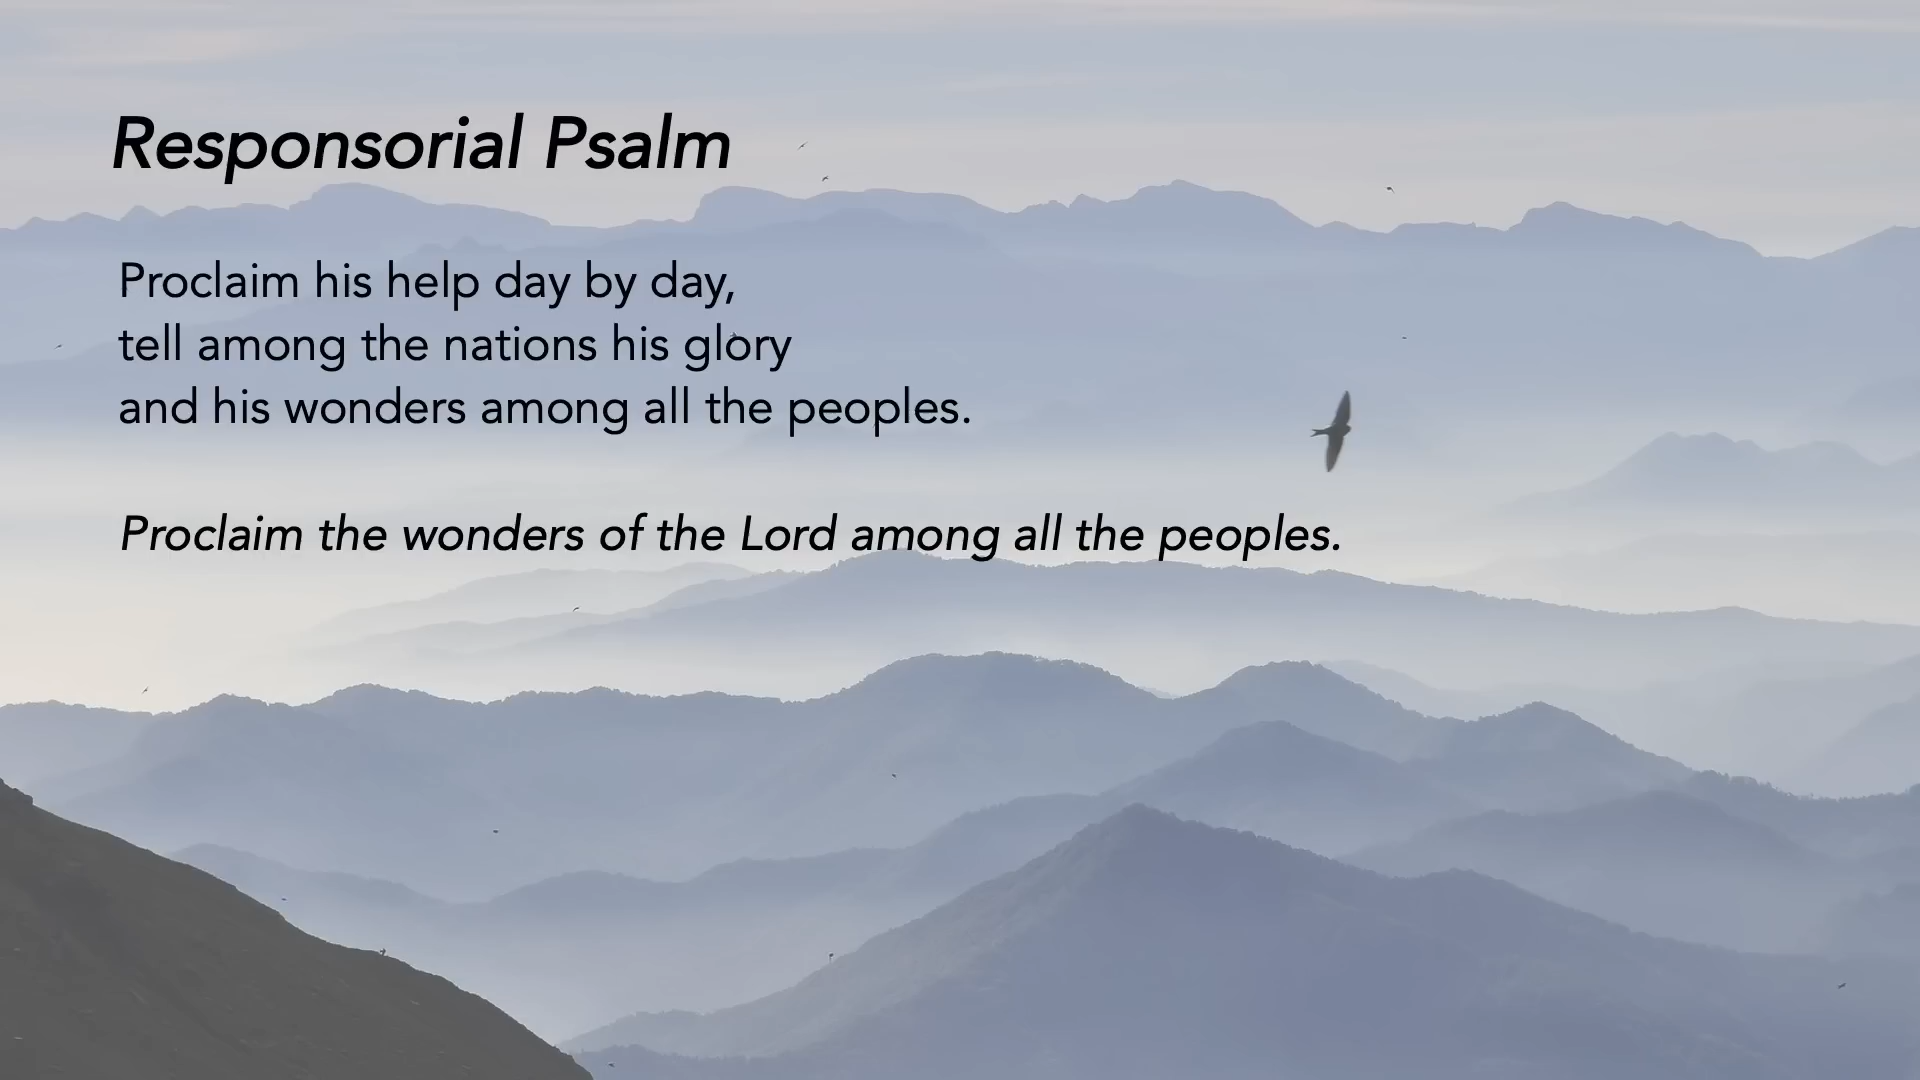 Responsorial Psalm
Proclaim his help day by day,
tell among the nations his glory
and his wonders among all the peoples.
Proclaim the wonders of the Lord among all the peoples.